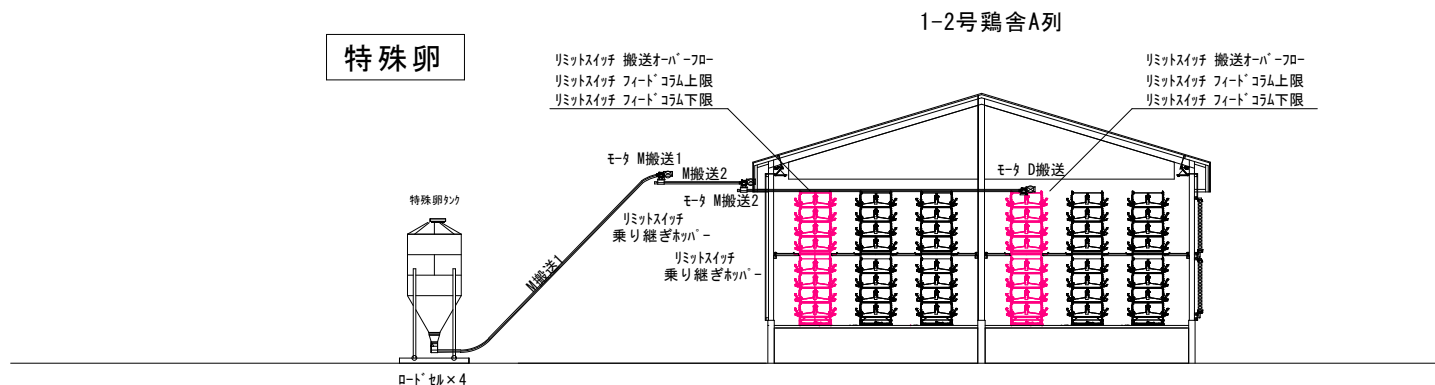 1-2号鶏舎A列
特殊卵
ﾘﾐｯﾄｽｲｯﾁ 搬送ｵｰﾊﾞｰﾌﾛｰ
ﾘﾐｯﾄｽｲｯﾁ ﾌｨｰﾄﾞｺﾗﾑ上限
ﾘﾐｯﾄｽｲｯﾁ ﾌｨｰﾄﾞｺﾗﾑ下限
ﾘﾐｯﾄｽｲｯﾁ 搬送ｵｰﾊﾞｰﾌﾛｰ
ﾘﾐｯﾄｽｲｯﾁ ﾌｨｰﾄﾞｺﾗﾑ上限
ﾘﾐｯﾄｽｲｯﾁ ﾌｨｰﾄﾞｺﾗﾑ下限
ﾓｰﾀ M搬送1
M搬送2
ﾓｰﾀ D搬送
ﾓｰﾀ M搬送2
特殊卵ﾀﾝｸ
ﾘﾐｯﾄｽｲｯﾁ
乗り継ぎﾎｯﾊﾟｰ
ﾘﾐｯﾄｽｲｯﾁ
乗り継ぎﾎｯﾊﾟｰ
M搬送1
ﾛｰﾄﾞｾﾙ×4